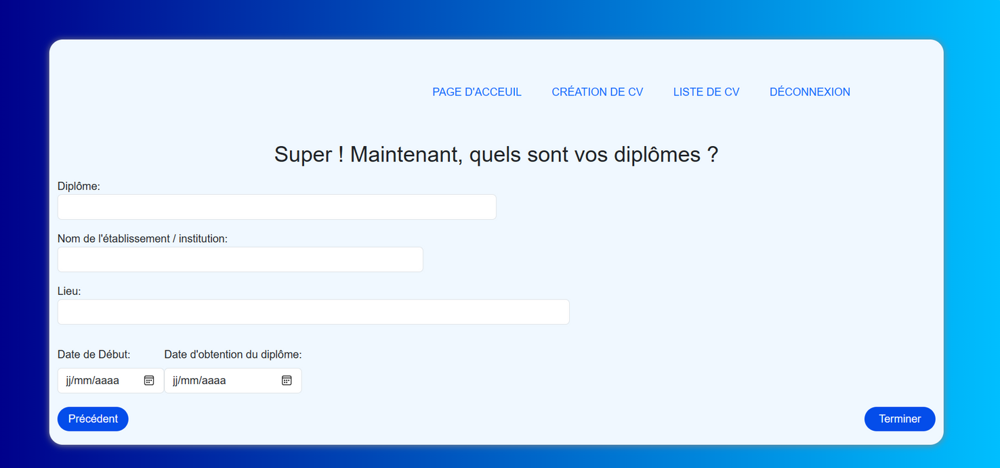 PAGE D'ACCEUIL CRÉATION DE CV LISTE DE CV DÉCONNEXION
Super ! Maintenant, quels sont vos diplômes ?
Diplôme:
Nom de l'établissement / institution:
Lieu:
Date de Début: Date d'obtention du diplôme:
jj/mm/aaaa jj/mm/aaaa
Précédent Terminer